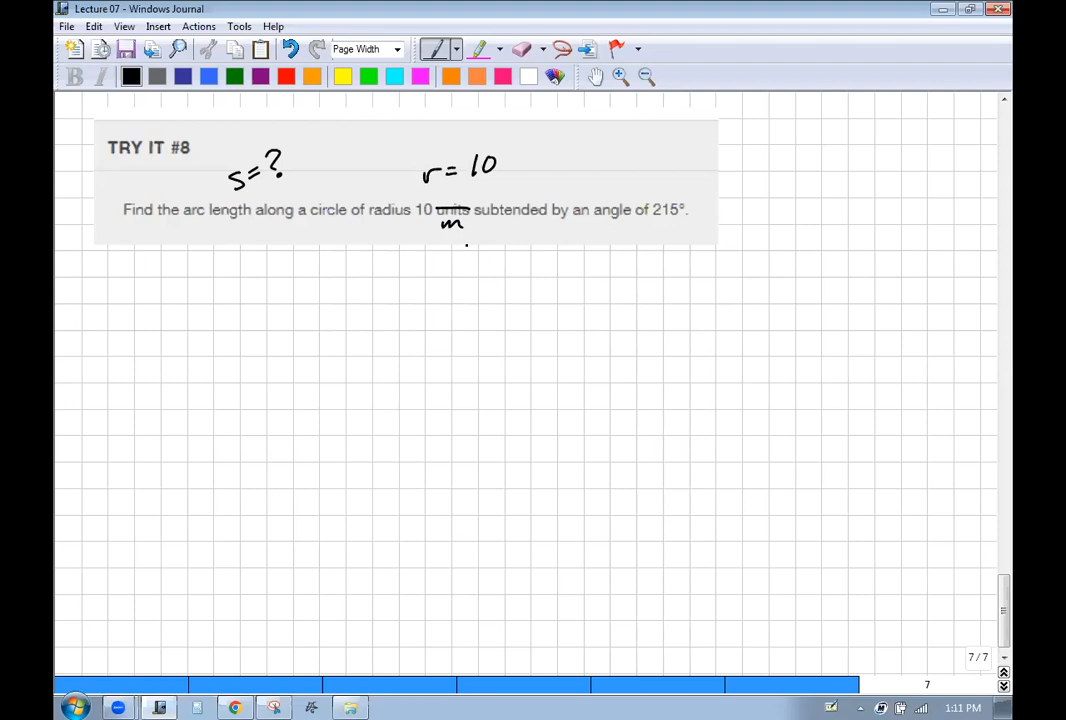 Lecture 07 - Windows Journal
File Edit View Insert Actions Tools Help
Page Width
B I
TRY IT #8
s = ? r = 10
Find the arc length along a circle of radius 10 units subtended by an angle of 215°.
m
7 / 7
7
1:11 PM